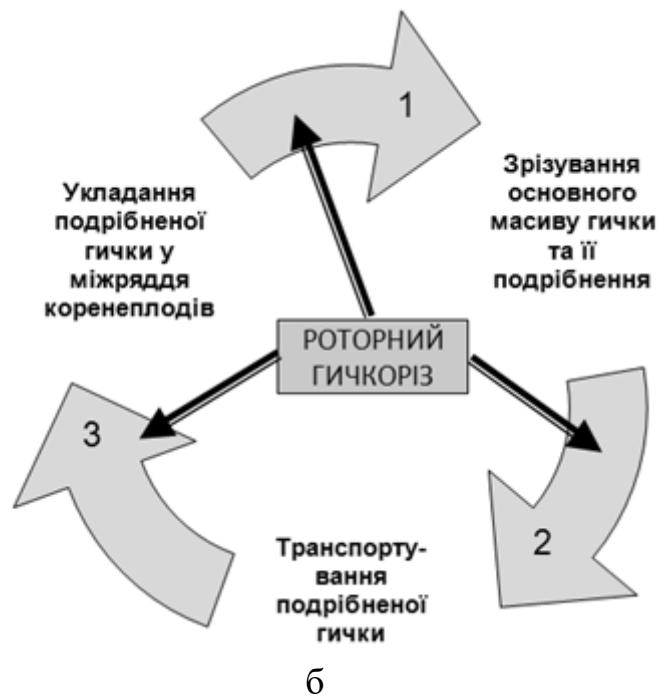 1
Зрізування
основного
масиву гички
та її
подрібнення
Укладання
подрібненої
гички у
міжряддя
коренеплодів
РОТОРНИЙ
ГИЧКОРІЗ
3
2
Транспорту-
вання
подрібненої
гички
б